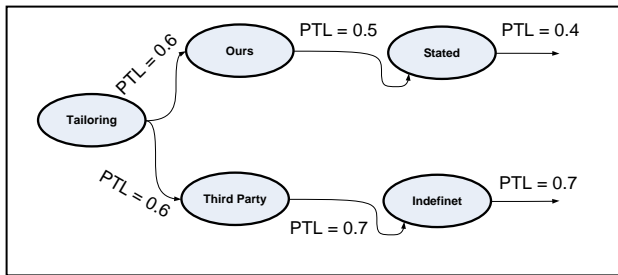 PTL = 0.6
Ours
PTL = 0.5
Stated
PTL = 0.4
Tailoring
PTL = 0.6
Third Party
PTL = 0.7
Indefinet
PTL = 0.7